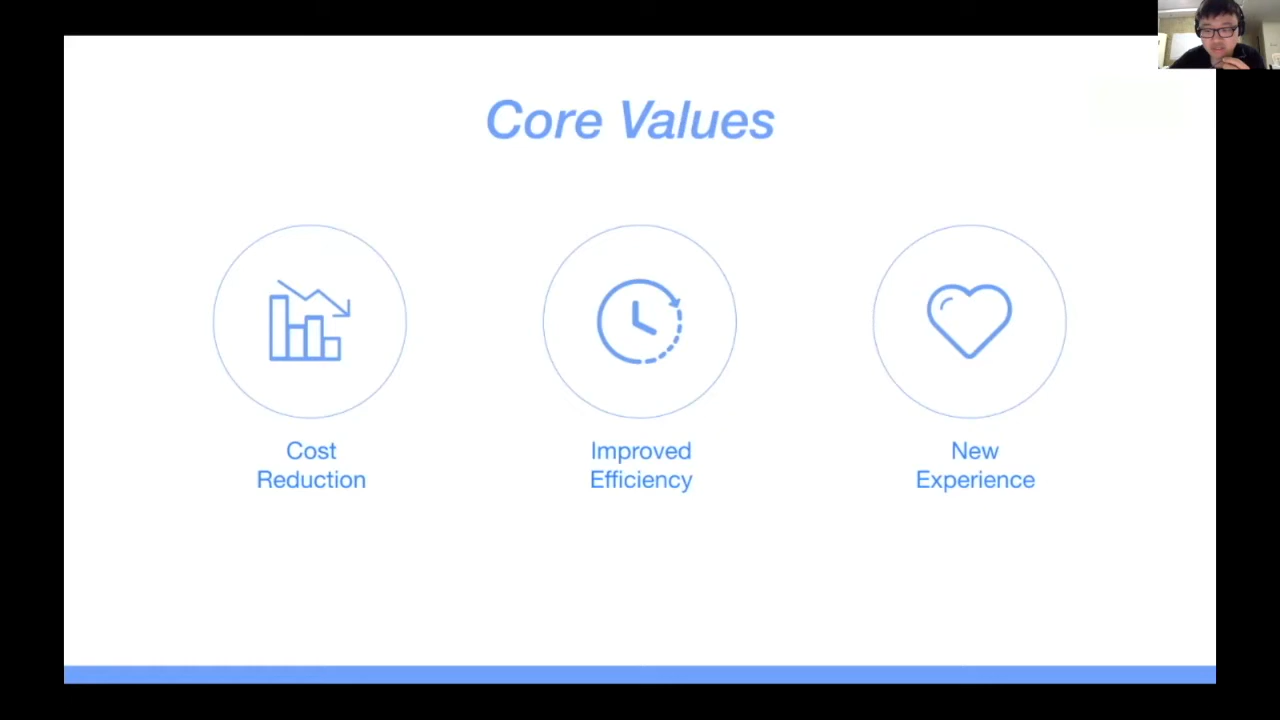 Core Values
Cost
Reduction
Improved
Efficiency
New
Experience